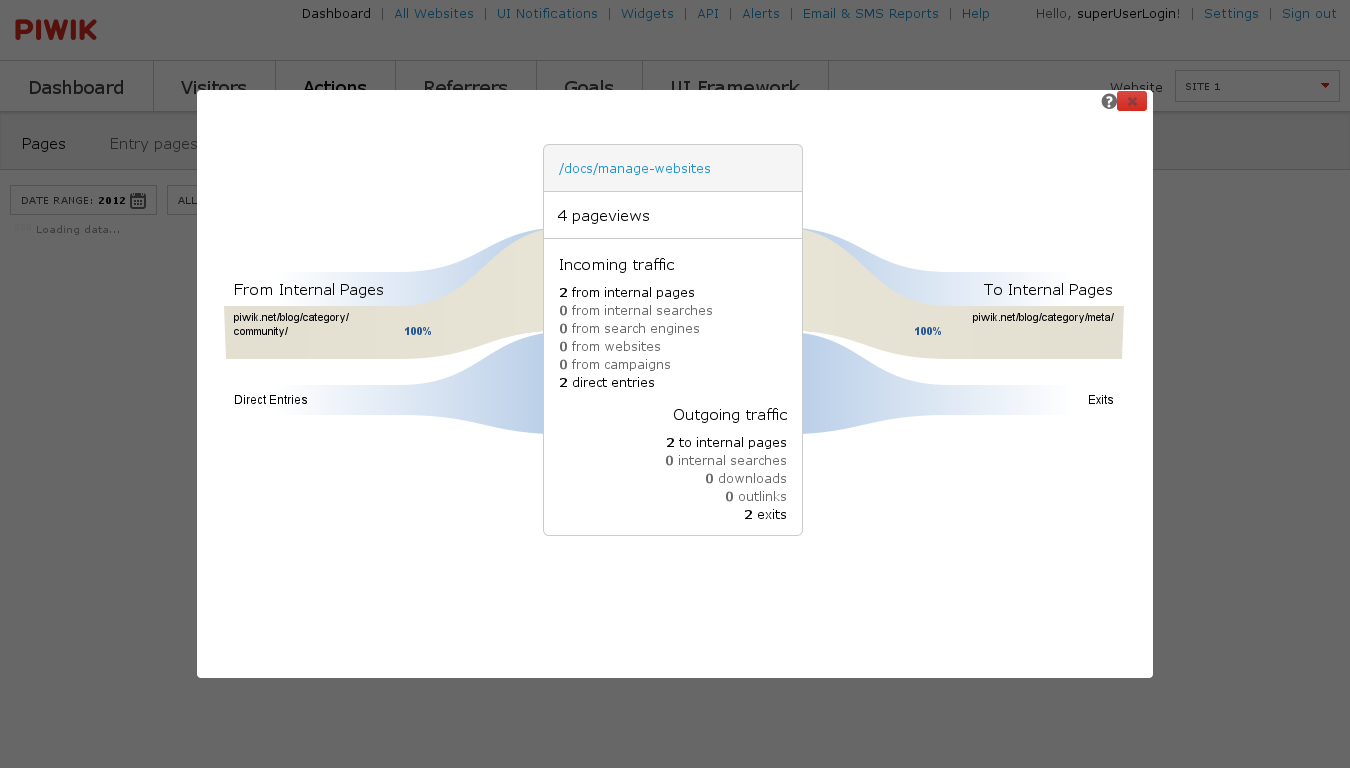 PIWIK
Dashboard | All Websites | UI Notifications | Widgets | API | Alerts | Email & SMS Reports | Help
Hello, superUserLogin! | Settings | Sign out
Dashboard
Visitors
Actions
Referrers
Goals
UI Framework
Website
SITE 1
Pages
Entry pages
DATE RANGE: 2012
ALL
Loading data...
/docs/manage-websites
4 pageviews
Incoming traffic
2 from internal pages
0 from internal searches
0 from search engines
0 from websites
0 from campaigns
2 direct entries
Outgoing traffic
2 to internal pages
0 internal searches
0 downloads
0 outlinks
2 exits
From Internal Pages
piwik.net/blog/category/
community/
100%
Direct Entries
To Internal Pages
100%
piwik.net/blog/category/meta/
Exits